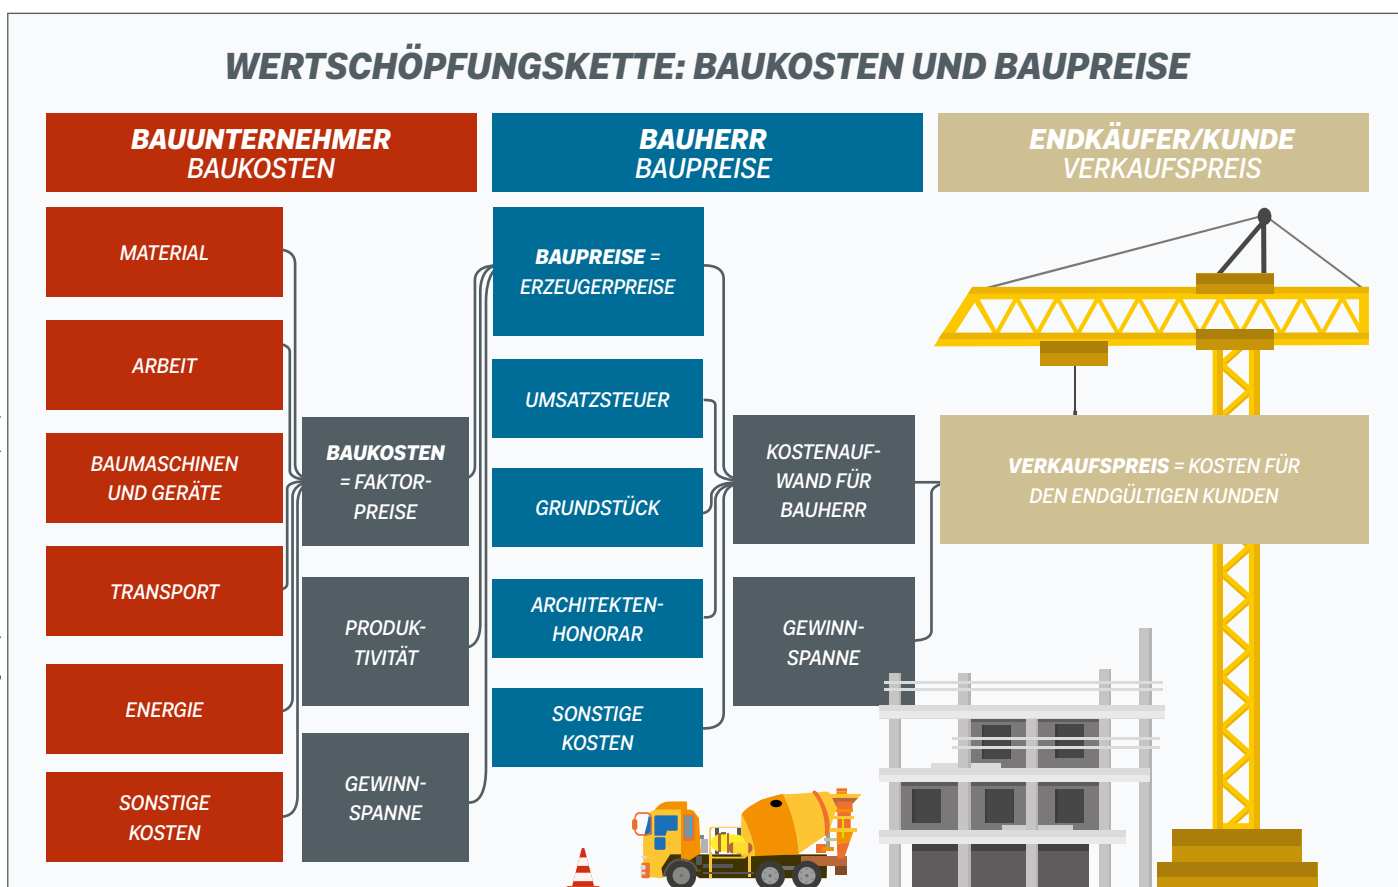 WERTSCHÖPFUNGSKETTE: BAUKOSTEN UND BAUPREISE
BAUUNTERNEHMER
BAUKOSTEN
MATERIAL
ARBEIT
BAUMASCHINEN
UND GERÄTE
TRANSPORT
ENERGIE
SONSTIGE
KOSTEN
BAUKOSTEN
= FAKTOR-
PREISE
PRODUK-
TIVITÄT
GEWINN-
SPANNE
BAUHERR
BAUPREISE
BAUPREISE =
ERZEUGERPREISE
UMSATZSTEUER
GRUNDSTÜCK
ARCHITEKTEN-
HONORAR
SONSTIGE
KOSTEN
KOSTENAUF-
WAND FÜR
BAUHERR
GEWINN-
SPANNE
ENDKÄUFER/KUNDE
VERKAUFSPREIS
VERKAUFSPREIS = KOSTEN FÜR
DEN ENDGÜLTIGEN KUNDEN